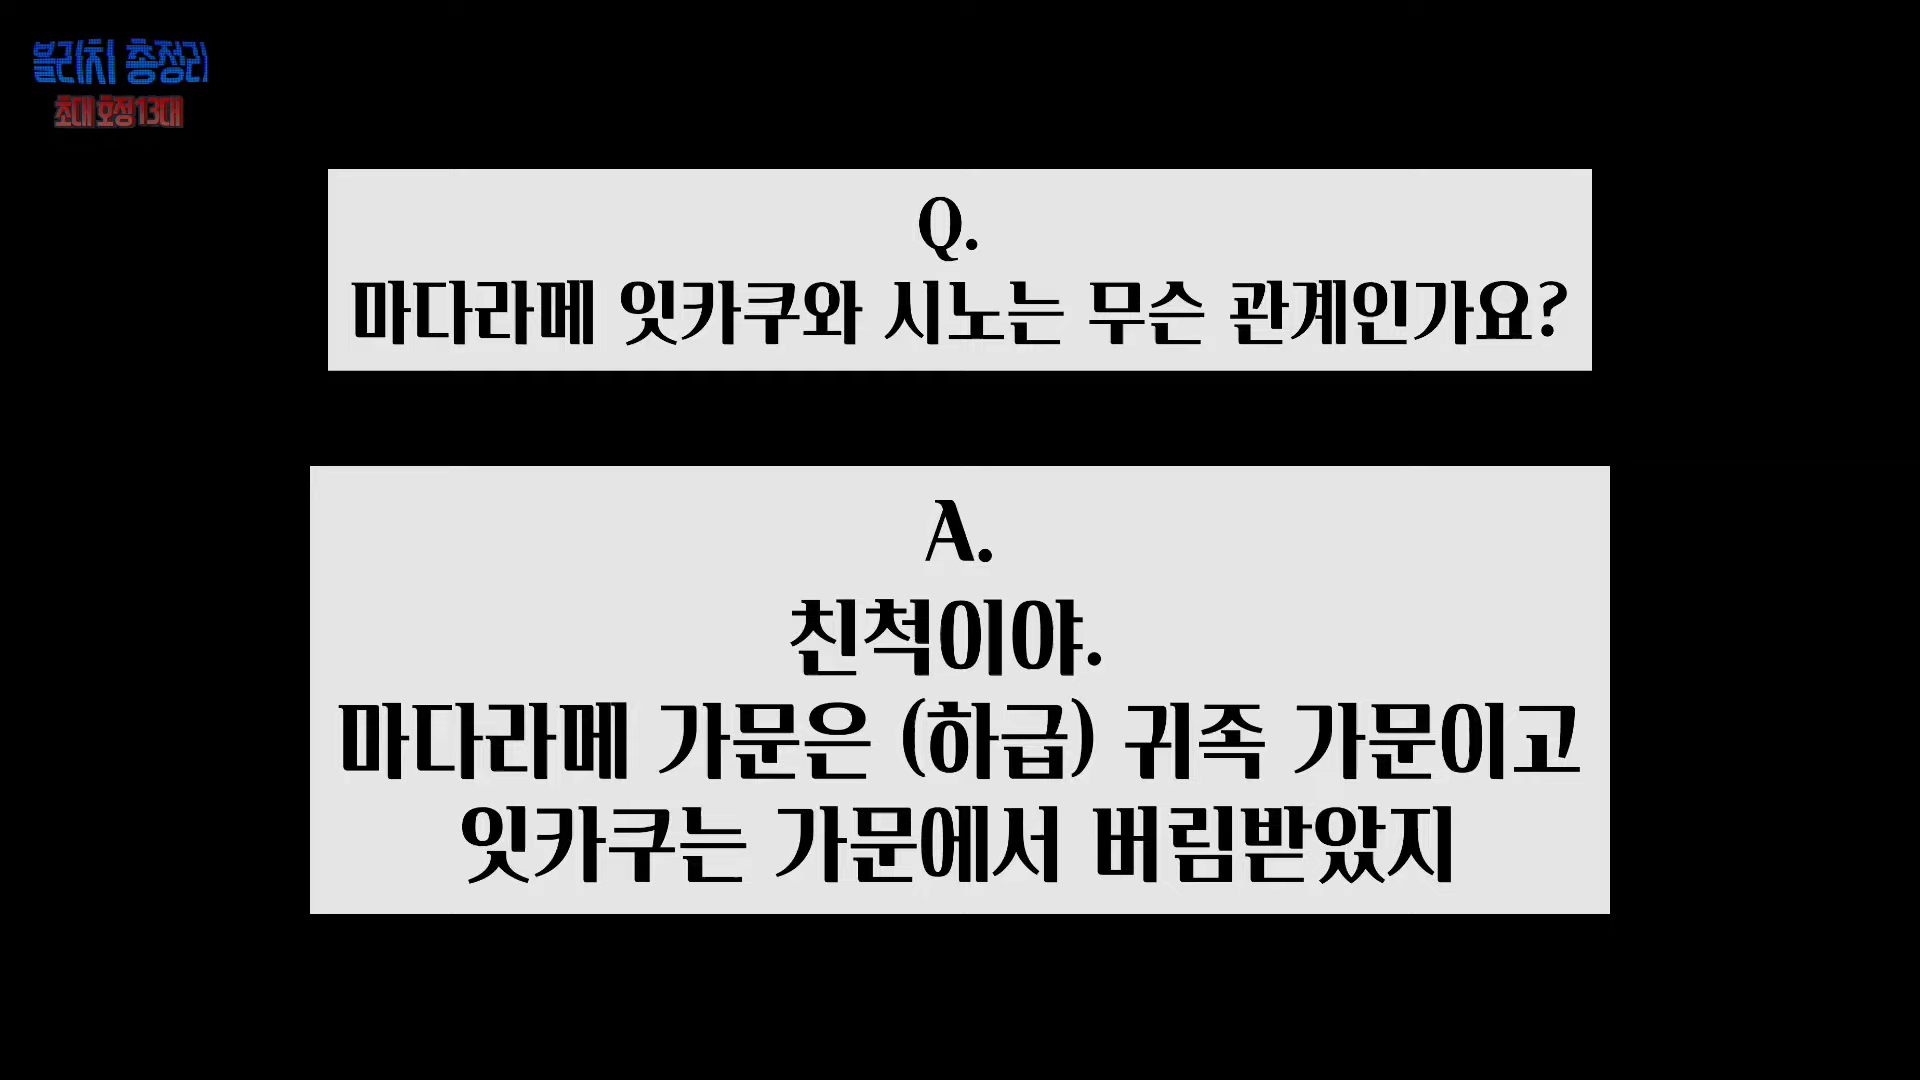 블리치 총정리
호정13대
Q.
마다라메 잇카쿠와 시노는 무슨 관계인가요?
A.
친척이야.
마다라메 가문은 (하급) 귀족 가문이고
잇카쿠는 가문에서 버림받았지